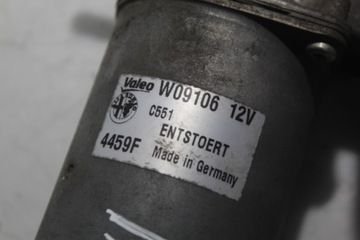 Valeo W09106 12V
C551
ENTSTOERT
4459F Made in Germany